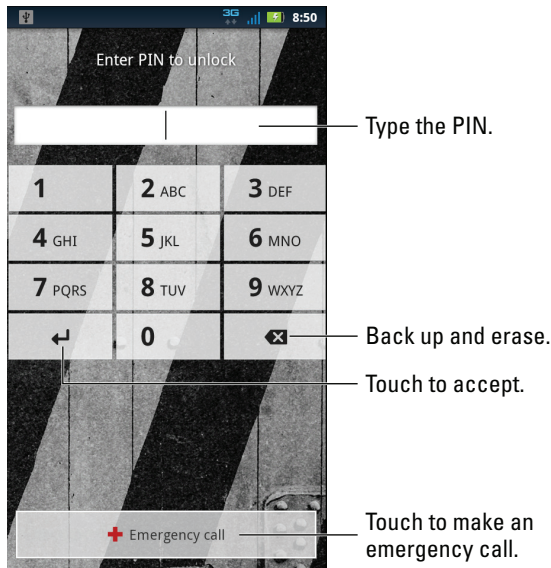 3G 8:50
Enter PIN to unlock
Type the PIN.
1 2 ABC 3 DEF
4 GHI 5 JKL 6 MNO
7 PQRS 8 TUV 9 WXYZ
0
Back up and erase.
Touch to accept.
Emergency call
Touch to make an
emergency call.